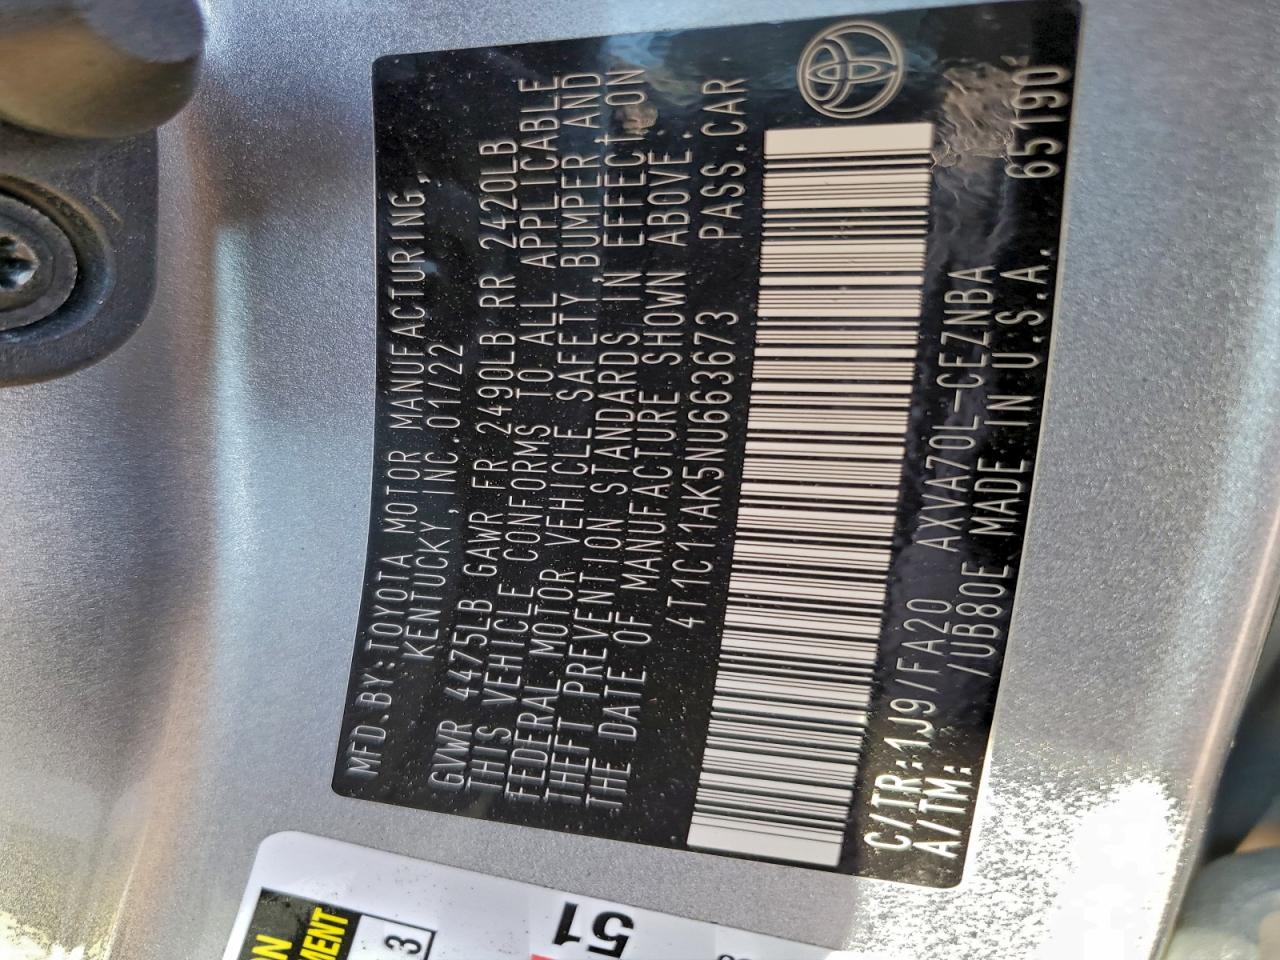 MFD.BY:TOYOTA MOTOR MANUFACTURING,
KENTUCKY,INC.01/22
GVWR 4475LB GAWR FR 2490LB RR 2420LB
THIS VEHICLE CONFORMS TO ALL APPLICABLE
FEDERAL MOTOR VEHICLE SAFETY,BUMPER,AND
THEFT PREVENTION STANDARDS IN EFFECT ON
THE DATE OF MANUFACTURE SHOWN ABOVE.
4T1C11AK5NU663673 PASS.CAR
C/TR:1J9/FA20 AXVA70L-CEZNBA
A/TM: /UB80E MADE IN U.S.A. 65190
51
3